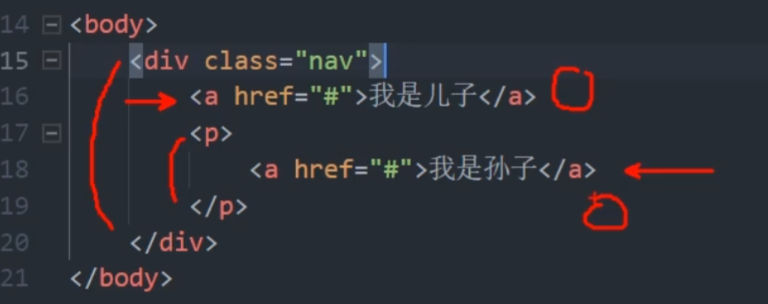 14 <body>
15 <div class="nav">
16 <a href="#">我是儿子</a>
17 <p>
18 <a href="#">我是孙子</a>
19 </p>
20 </div>
21 </body>